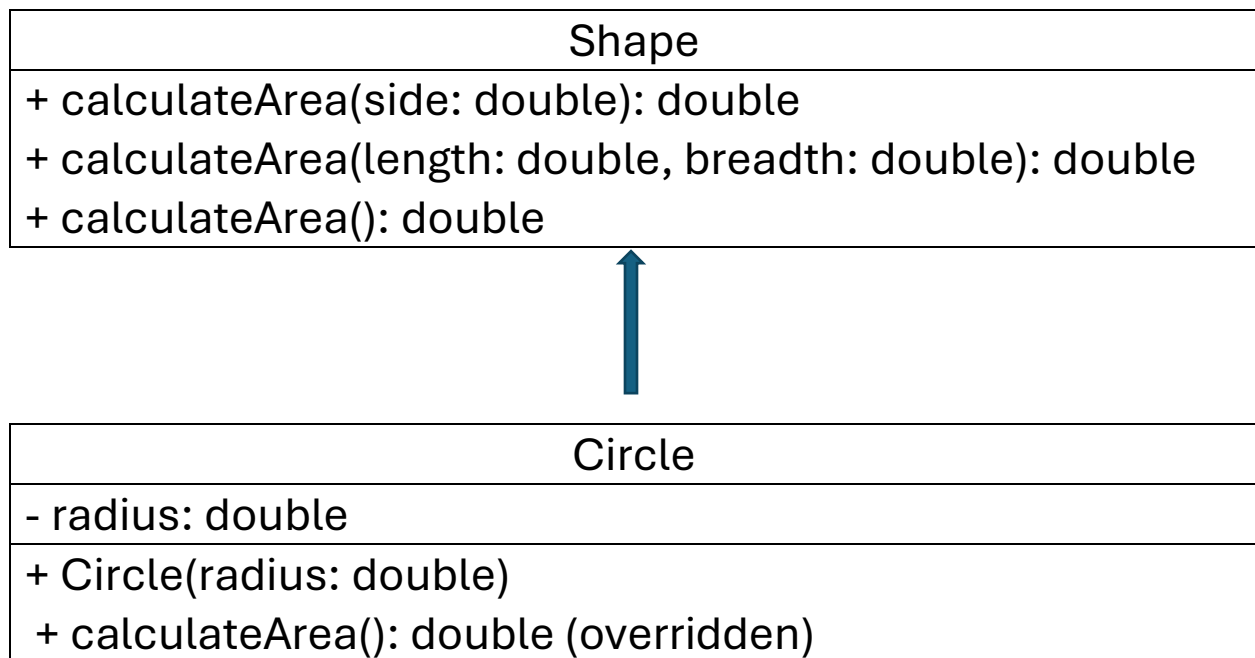 Shape
+ calculateArea(side: double): double
+ calculateArea(length: double, breadth: double): double
+ calculateArea(): double
Circle
- radius: double
+ Circle(radius: double)
+ calculateArea(): double (overridden)